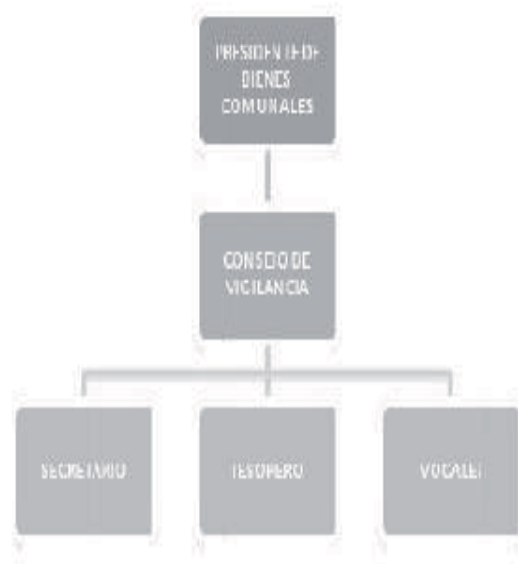 PRESIDENTE DE
BIENES
COMUNALES
CONSEJO DE
VIGILANCIA
SECRETARIO
TESORERO
VOCALES